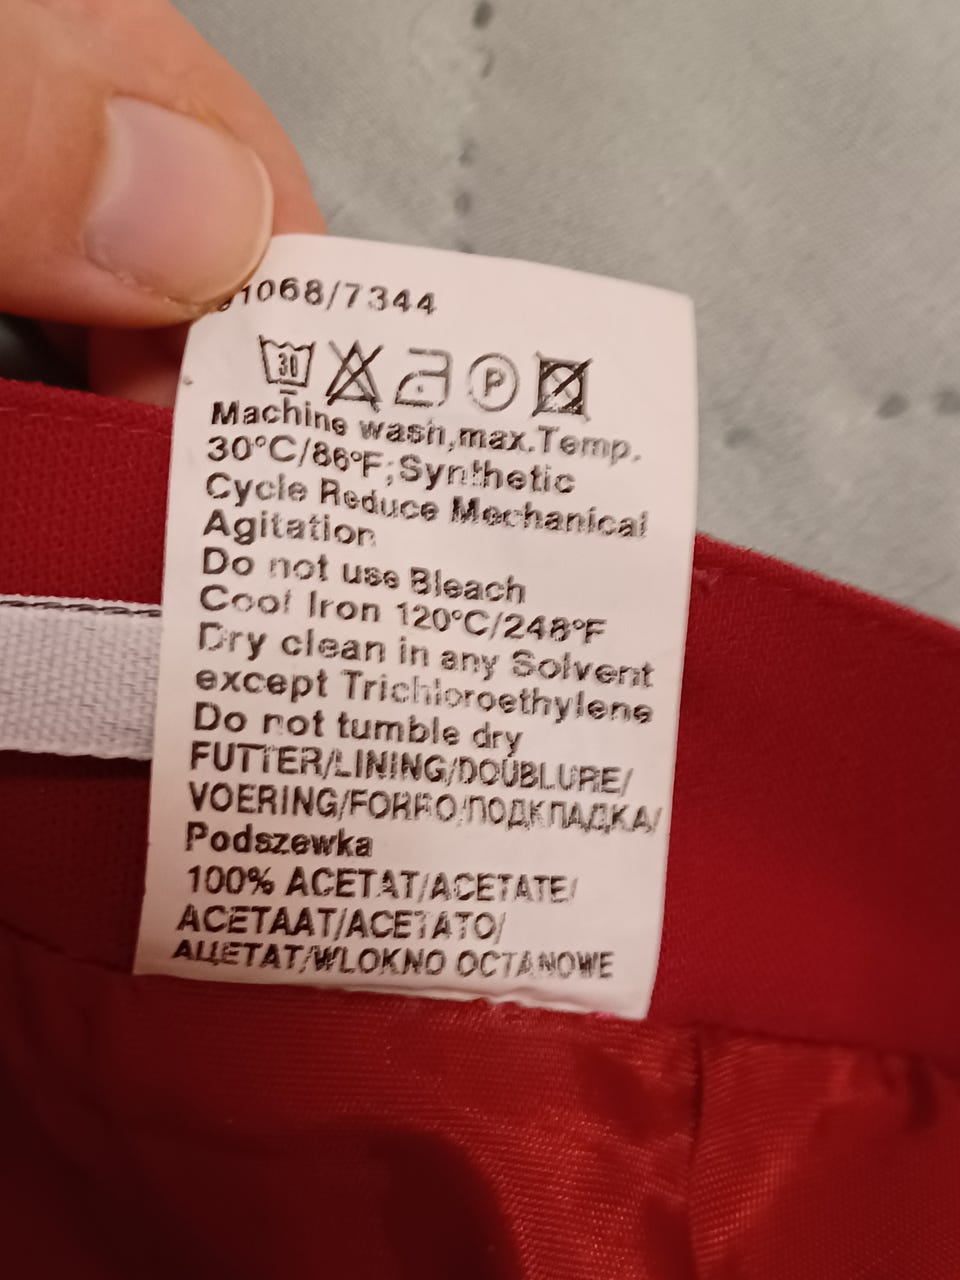 1068/7344
30 P
Machine wash,max.Temp.
30°C/86°F;Synthetic
Cycle Reduce Mechanical
Agitation
Do not use Bleach
Cool Iron 120°C/248°F
Dry clean in any Solvent
except Trichloroethylene
Do not tumble dry
FUTTER/LINING/DOUBLURE/
VOERING/FORRO/ПОДКПАДКА/
Podszewka
100% ACETAT/ACETATE/
ACETAAT/ACETATO/
АЦЕТАТ/WLOKNO OCTANOWE